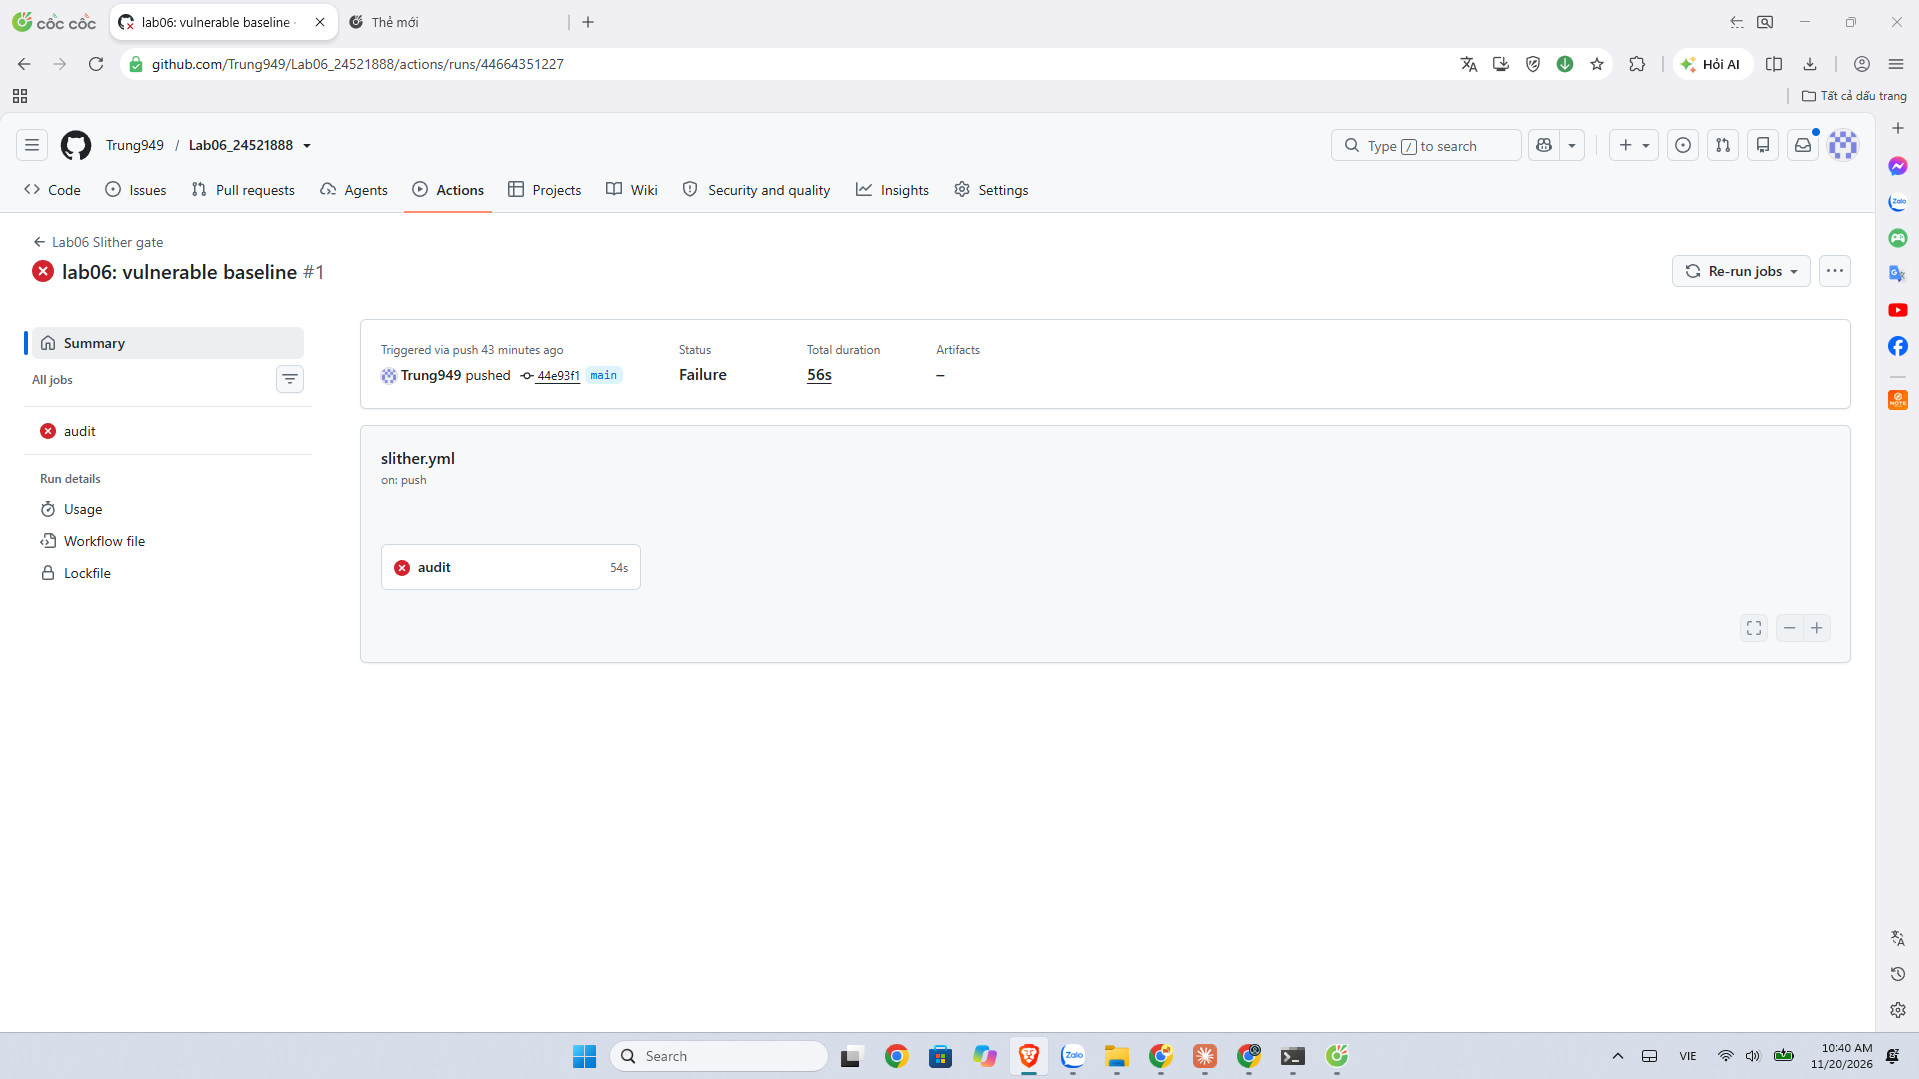 cốc cốc
lab06: vulnerable baseline ·
Thẻ mới
github.com/Trung949/Lab06_24521888/actions/runs/44664351227
Hỏi AI
Tất cả dấu trang
Trung949 / Lab06_24521888
Type / to search
Code
Issues
Pull requests
Agents
Actions
Projects
Wiki
Security and quality
Insights
Settings
Lab06 Slither gate
lab06: vulnerable baseline #1
Re-run jobs
Summary
All jobs
audit
Run details
Usage
Workflow file
Lockfile
Triggered via push 43 minutes ago
Trung949 pushed 44e93f1 main
Status
Failure
Total duration
56s
Artifacts
–
slither.yml
on: push
audit
54s
Zalo
NOTE
Search
Zalo
VIE
10:40 AM
11/20/2026